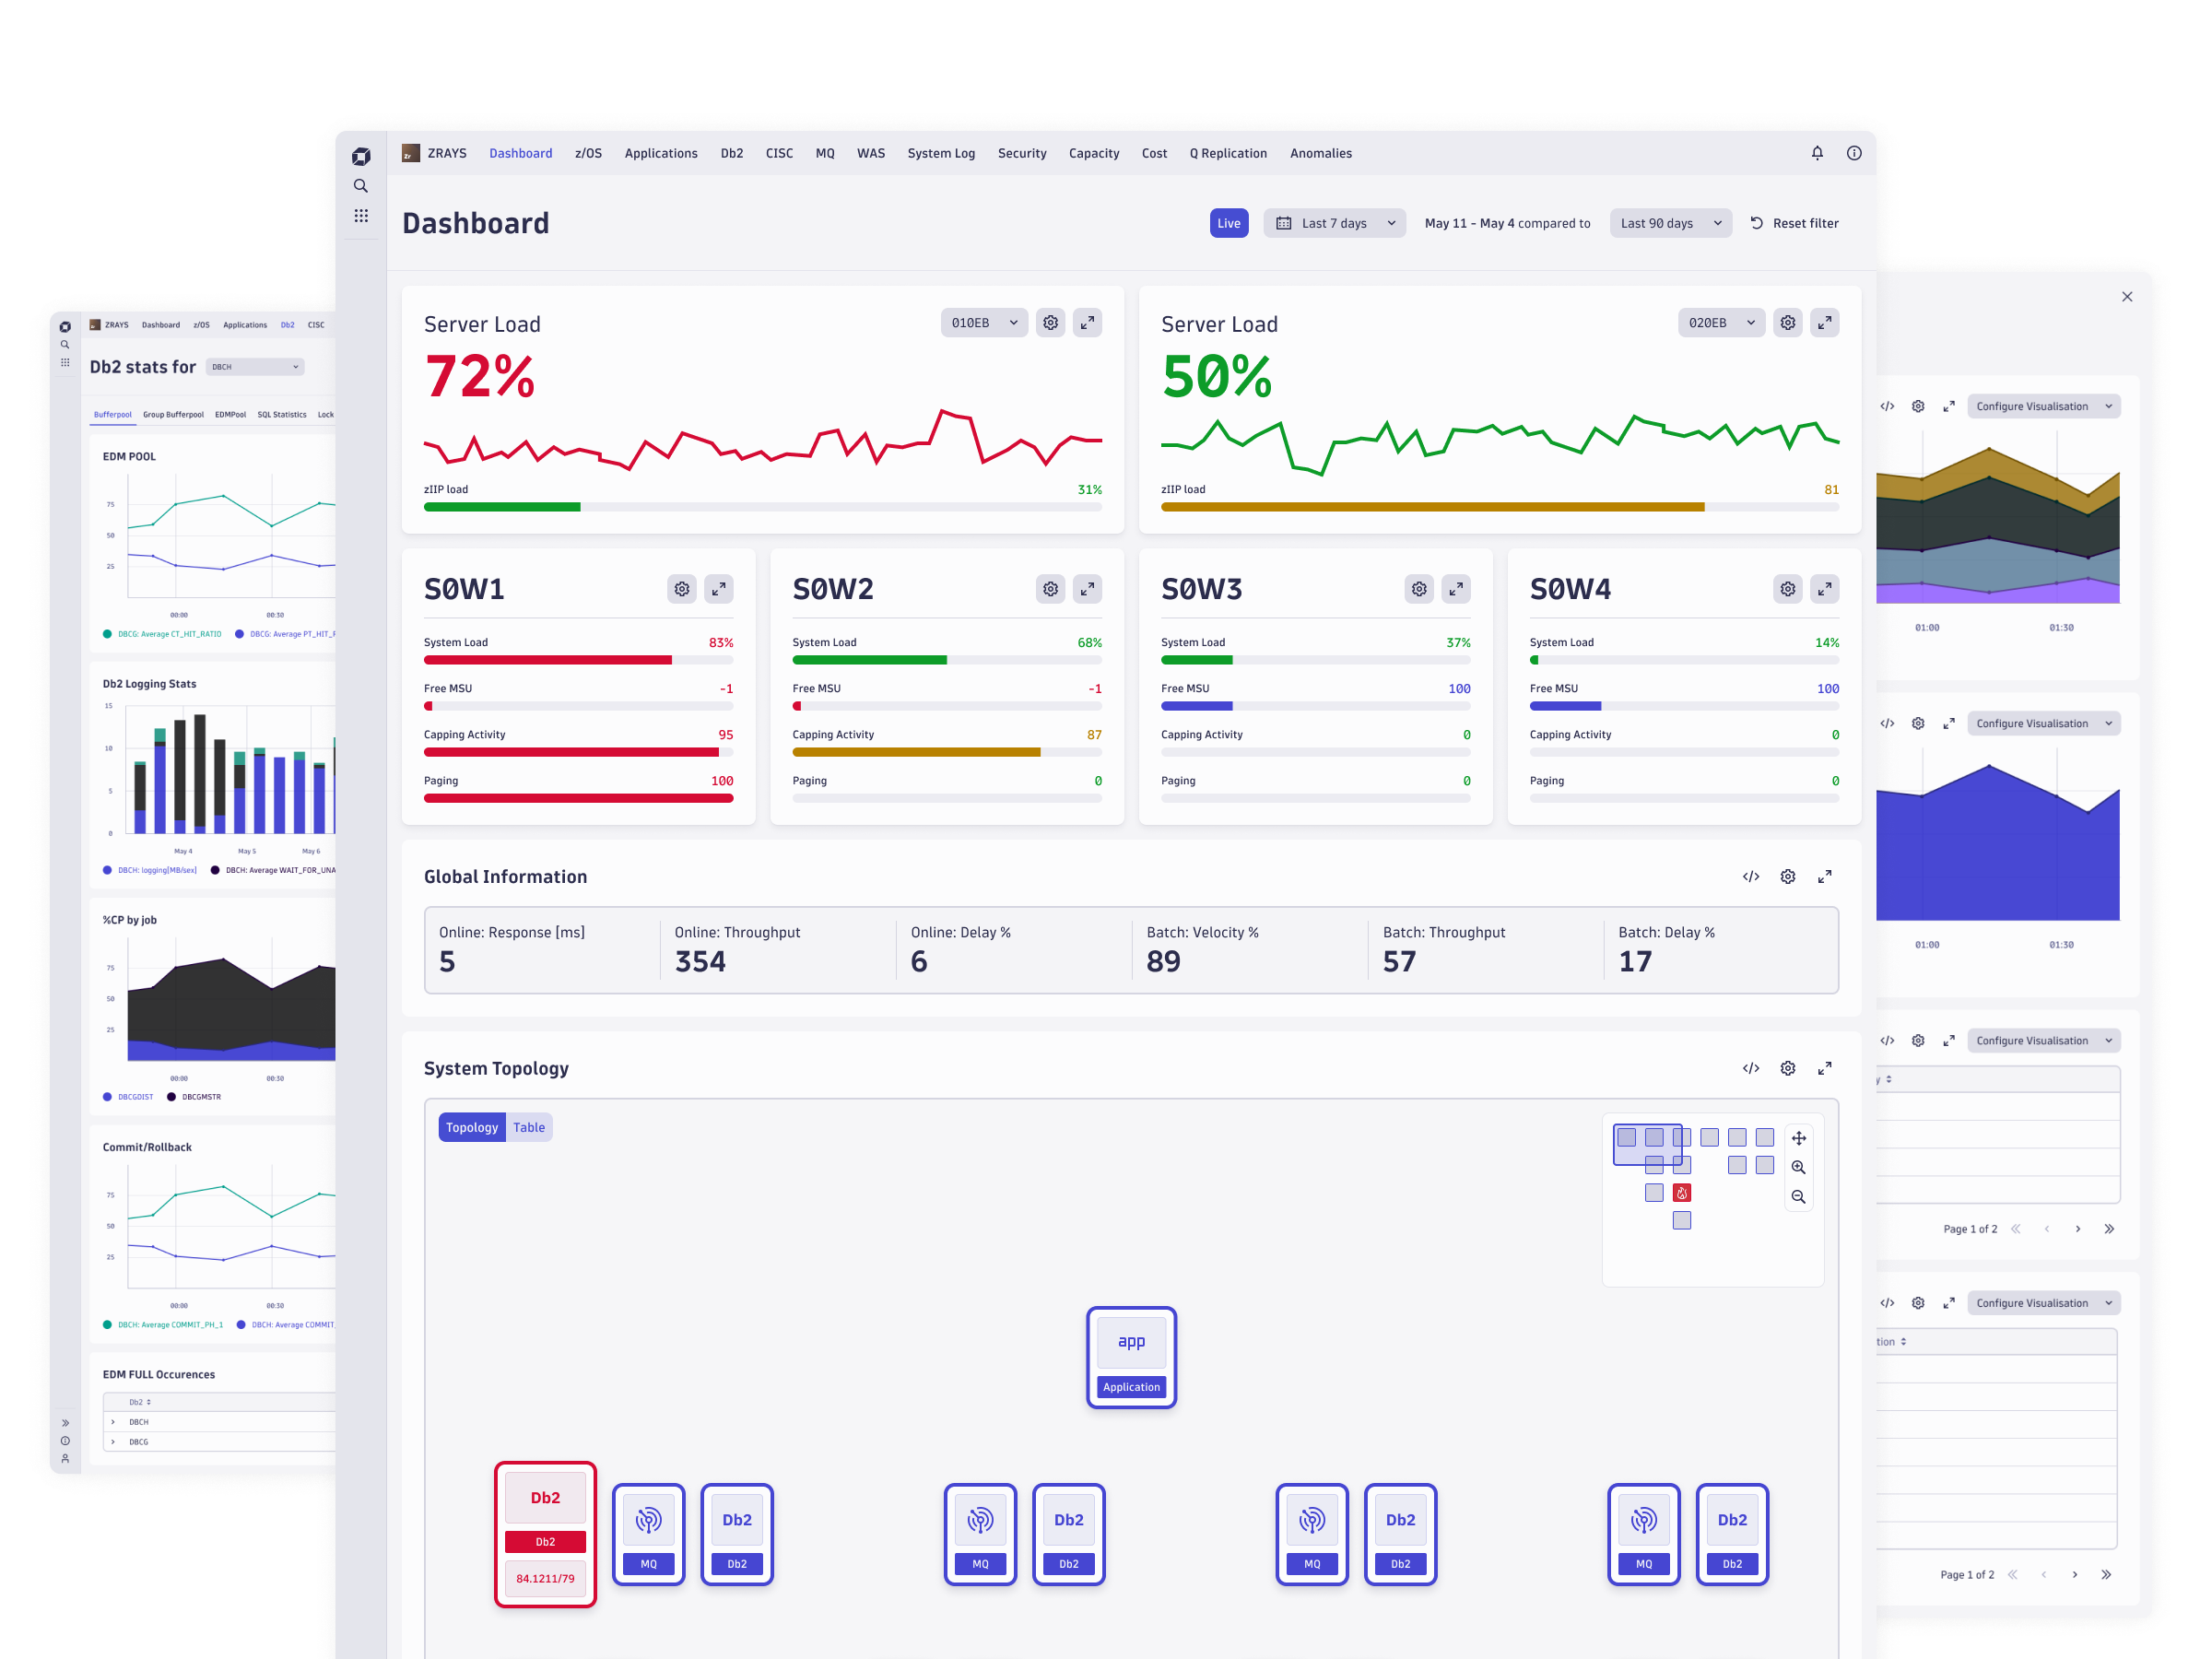 ZRAYS Dashboard z/OS Applications Db2 CISC MQ WAS System Log Security Capacity Cost Q Replication Anomalies
Dashboard
Live Last 7 days May 11 - May 4 compared to Last 90 days Reset filter
Server Load 010EB
72%
zIIP load 31%
Server Load 020EB
50%
zIIP load 81
S0W1
System Load 83%
Free MSU -1
Capping Activity 95
Paging 100
S0W2
System Load 68%
Free MSU -1
Capping Activity 87
Paging 0
S0W3
System Load 37%
Free MSU 100
Capping Activity 0
Paging 0
S0W4
System Load 14%
Free MSU 100
Capping Activity 0
Paging 0
Global Information
Online: Response [ms]
5
Online: Throughput
354
Online: Delay %
6
Batch: Velocity %
89
Batch: Throughput
57
Batch: Delay %
17
System Topology
Topology Table
app
Application
Db2
Db2
84.1211/79
MQ
Db2
Db2
MQ
Db2
Db2
MQ
Db2
Db2
MQ
Db2
Db2
ZRAYS Dashboard z/OS Applications Db2 CISC
Db2 stats for DBCH
Bufferpool Group Bufferpool EDMPool SQL Statistics Lock
EDM POOL
75
50
25
00:00 00:30
DBCG: Average CT_HIT_RATIO DBCG: Average PT_HIT_F
Db2 Logging Stats
15
10
5
0
May 4 May 5 May 6
DBCH: logging[MB/sex] DBCH: Average WAIT_FOR_UNA
%CP by job
75
50
25
00:00 00:30
DBCGDIST DBCGMSTR
Commit/Rollback
75
50
25
00:00 00:30
DBCH: Average COMMIT_PH_1 DBCH: Average COMMIT_
EDM FULL Occurences
Db2
DBCH
DBCG
Configure Visualisation
01:00 01:30
Configure Visualisation
01:00 01:30
Configure Visualisation
y
Page 1 of 2
Configure Visualisation
tion
Page 1 of 2